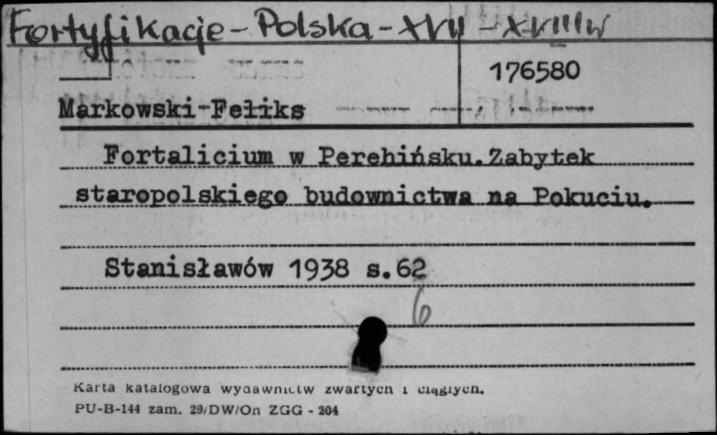 Fortyfikacje - Polska - XVII - XVIII w
176580
Markowski-Feliks
Fortalicium w Perehińsku.Zabytek
staropolskiego budownictwa na Pokuciu.
Stanisławów 1938 s.62
6
Karta katalogowa wydawnictw zwartych i ciągłych.
PU-B-144 zam. 29/DW/On ZGG - 204